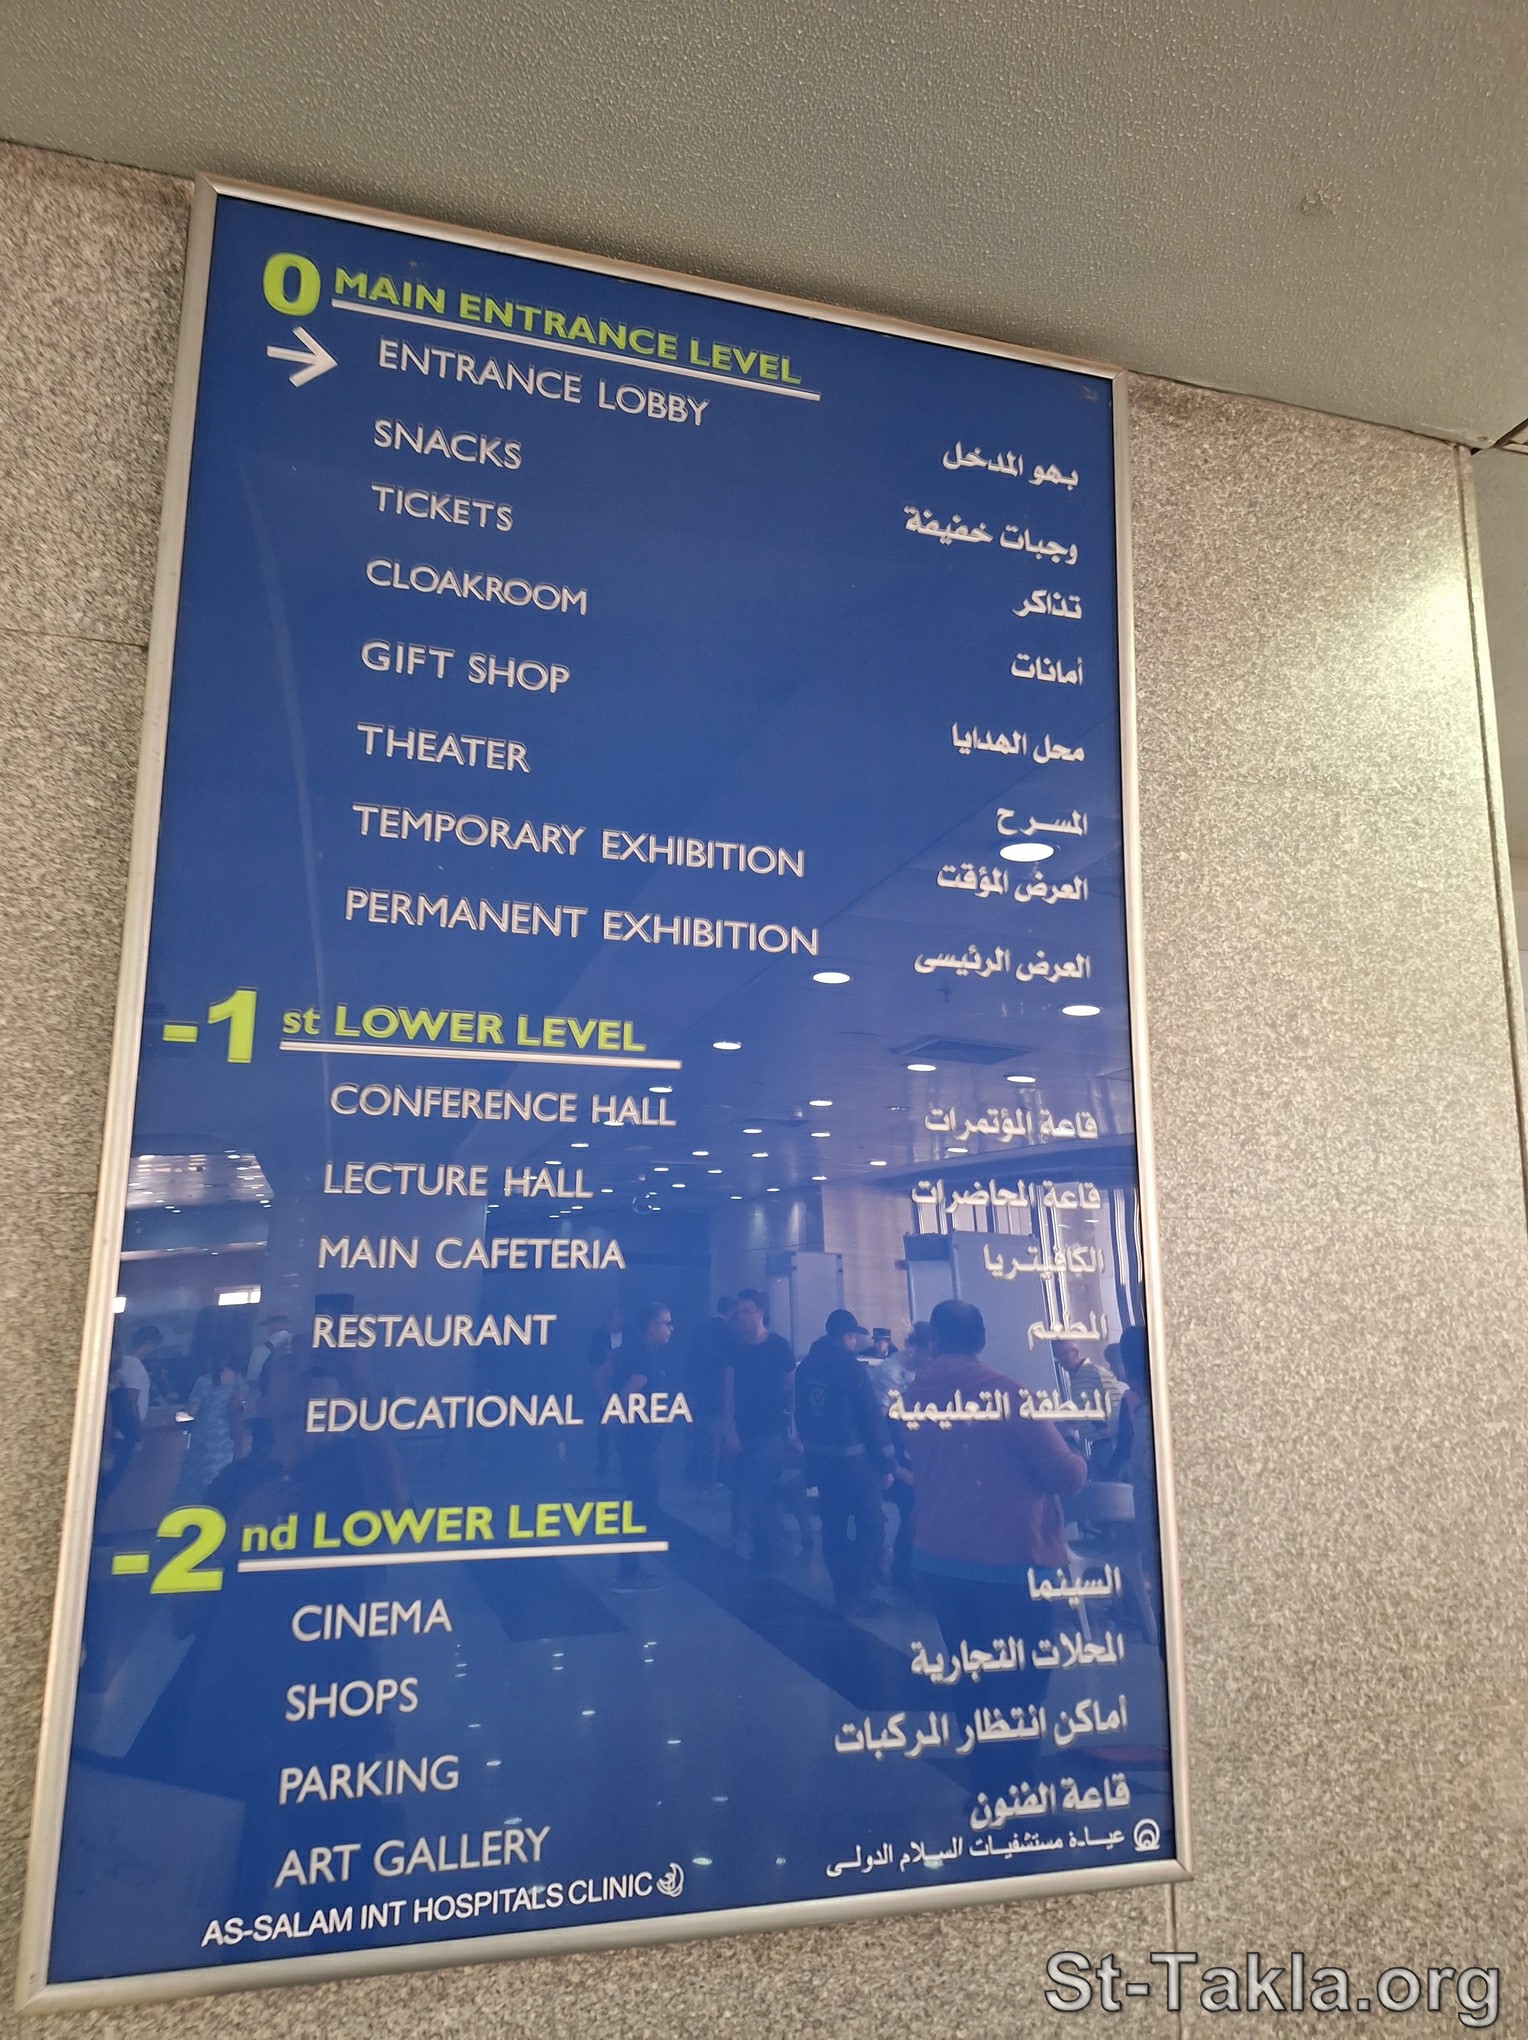 0 MAIN ENTRANCE LEVEL
ENTRANCE LOBBY بهو المدخل
SNACKS وجبات خفيفة
TICKETS تذاكر
CLOAKROOM أمانات
GIFT SHOP محل الهدايا
THEATER المسرح
TEMPORARY EXHIBITION العرض المؤقت
PERMANENT EXHIBITION العرض الرئيسى
-1 st LOWER LEVEL
CONFERENCE HALL قاعة المؤتمرات
LECTURE HALL قاعة المحاضرات
MAIN CAFETERIA الكافيتريا
RESTAURANT المطعم
EDUCATIONAL AREA المنطقة التعليمية
-2 nd LOWER LEVEL
CINEMA السينما
SHOPS المحلات التجارية
PARKING أماكن انتظار المركبات
ART GALLERY قاعة الفنون
AS-SALAM INT HOSPITALS CLINIC عيادة مستشفيات السلام الدولى
St-Takla.org